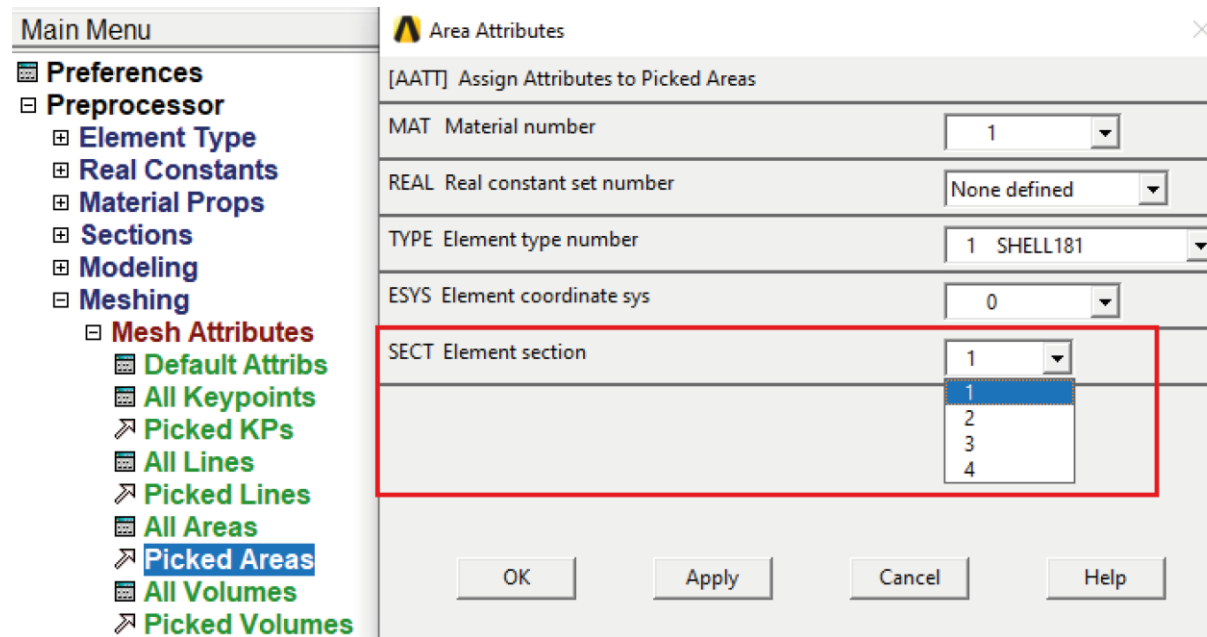 Main Menu
Preferences
Preprocessor
Element Type
Real Constants
Material Props
Sections
Modeling
Meshing
Mesh Attributes
Default Attribs
All Keypoints
Picked KPs
All Lines
Picked Lines
All Areas
Picked Areas
All Volumes
Picked Volumes
Area Attributes
[AATT] Assign Attributes to Picked Areas
MAT Material number 1
REAL Real constant set number None defined
TYPE Element type number 1 SHELL181
ESYS Element coordinate sys 0
SECT Element section 1
1
2
3
4
OK Apply Cancel Help